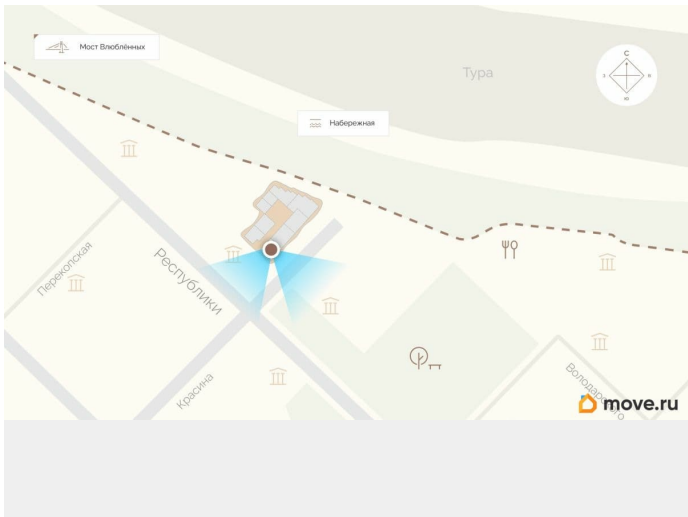 Мост Влюблённых
С
Тура
З
В
Ю
Набережная
Перекопская
Республики
Красина
Володарского
move.ru